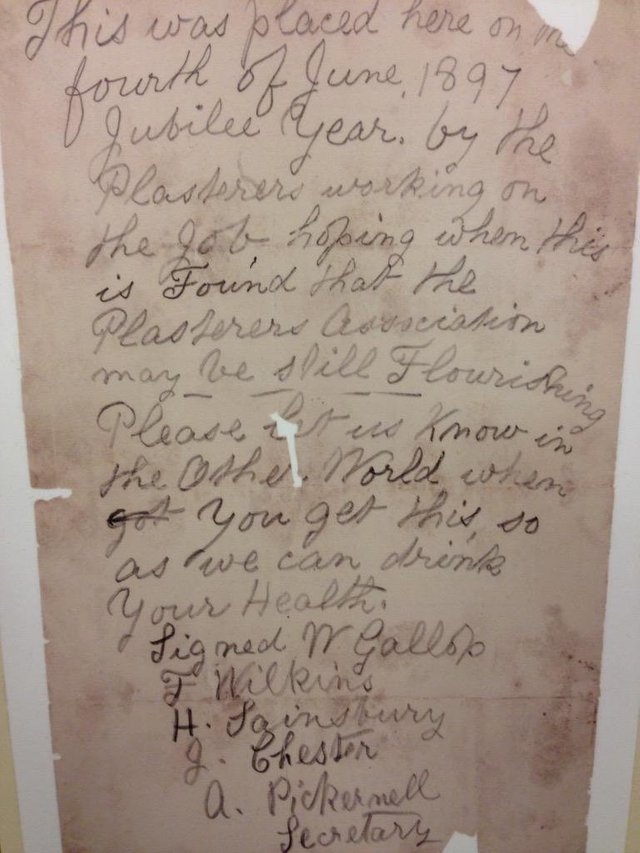 This was placed here on the
fourth of June, 1897
Jubilee Year. by the
Plasterers working on
the Job hoping when this
is Found that the
Plasterers Association
may be still Flourishing
Please let us Know in
the Other World when
got You get this, so
as we can drink
Your Health.
Signed W Gallop
F Wilkins
H. Sainsbury
J. Chester
A. Pickernell
Secretary